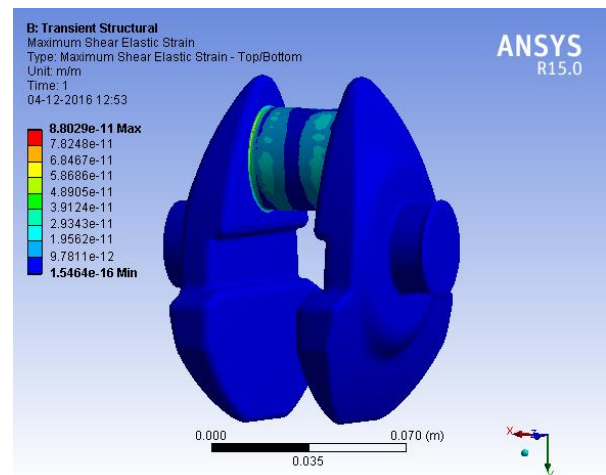 B: Transient Structural
Maximum Shear Elastic Strain
Type: Maximum Shear Elastic Strain - Top/Bottom
Unit: m/m
Time: 1
04-12-2016 12:53
ANSYS
R15.0
8.8029e-11 Max
7.8248e-11
6.8467e-11
5.8686e-11
4.8905e-11
3.9124e-11
2.9343e-11
1.9562e-11
9.7811e-12
1.5464e-16 Min
0.000 0.070 (m)
0.035
X Z
Y